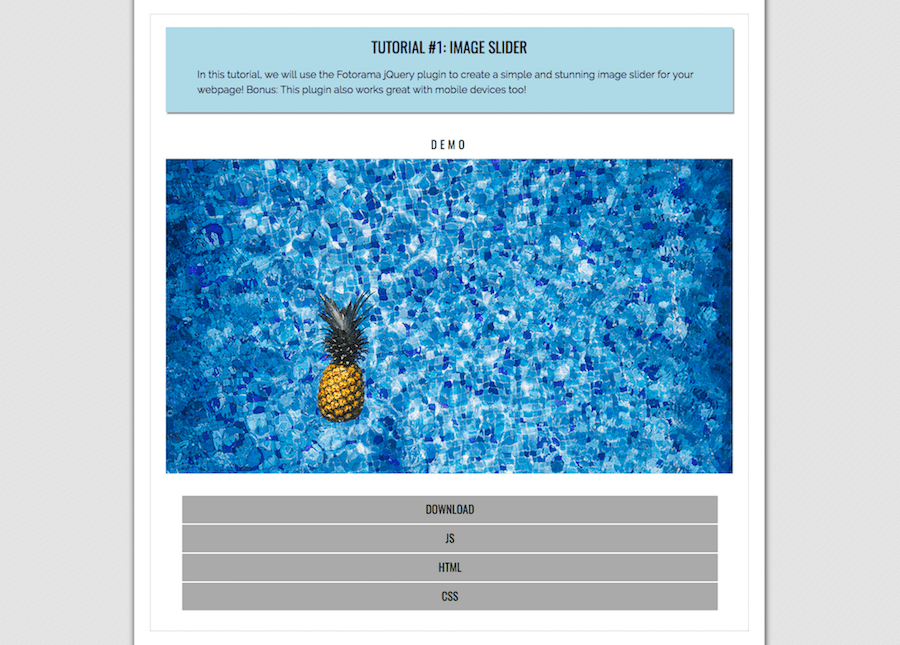 TUTORIAL #1: IMAGE SLIDER
In this tutorial, we will use the Fotorama jQuery plugin to create a simple and stunning image slider for your
webpage! Bonus: This plugin also works great with mobile devices too!
DEMO
DOWNLOAD
JS
HTML
CSS